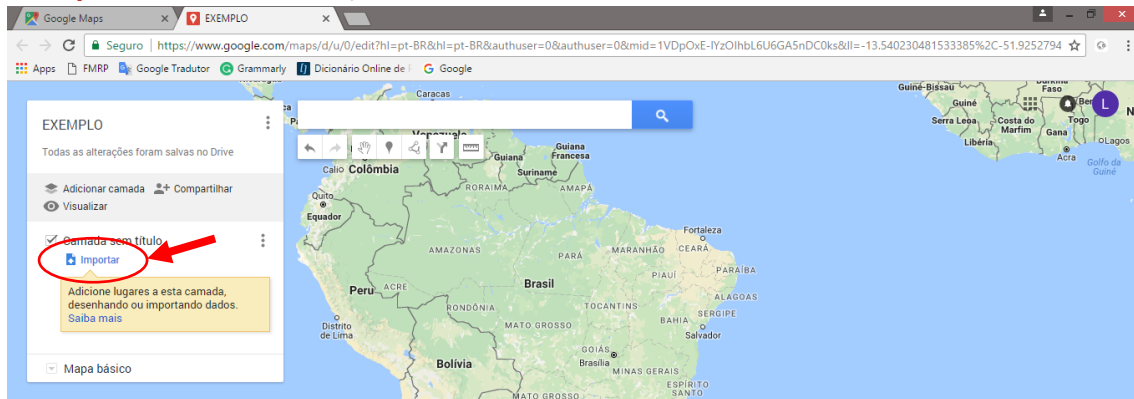 Google Maps
EXEMPLO
Seguro | https://www.google.com/maps/d/u/0/edit?hl=pt-BR&hl=pt-BR&authuser=0&authuser=0&mid=1VDpOxE-IYzOIhbL6U6GA5nDC0ks&ll=-13.540230481533385%2C-51.9252794
Apps FMRP Google Tradutor Grammarly Dicionário Online de Google
EXEMPLO
Todas as alterações foram salvas no Drive
Adicionar camada Compartilhar
Visualizar
Camada sem título
Importar
Adicione lugares a esta camada,
desenhando ou importando dados.
Saiba mais
Mapa básico
Caracas
Venezuela
Guiana
Guiana
Francesa
Suriname
Colômbia
RORAIMA
AMAPÁ
Quito
Equador
Fortaleza
AMAZONAS
PARÁ
MARANHÃO
CEARÁ
PARAÍBA
PIAUÍ
Peru
ACRE
Brasil
ALAGOAS
RONDÔNIA
TOCANTINS
SERGIPE
BAHIA
Distrito
de Lima
MATO GROSSO
Salvador
GOIÁS
Bolívia
Brasília
MINAS GERAIS
ESPÍRITO
SANTO
MATO GROSSO
Guiné-Bissau
Faso
Guiné
Serra Leoa
Costa do
Marfim
Togo
Gana
Libéria
Lagos
Acra
Golfo da
Guiné
L
N